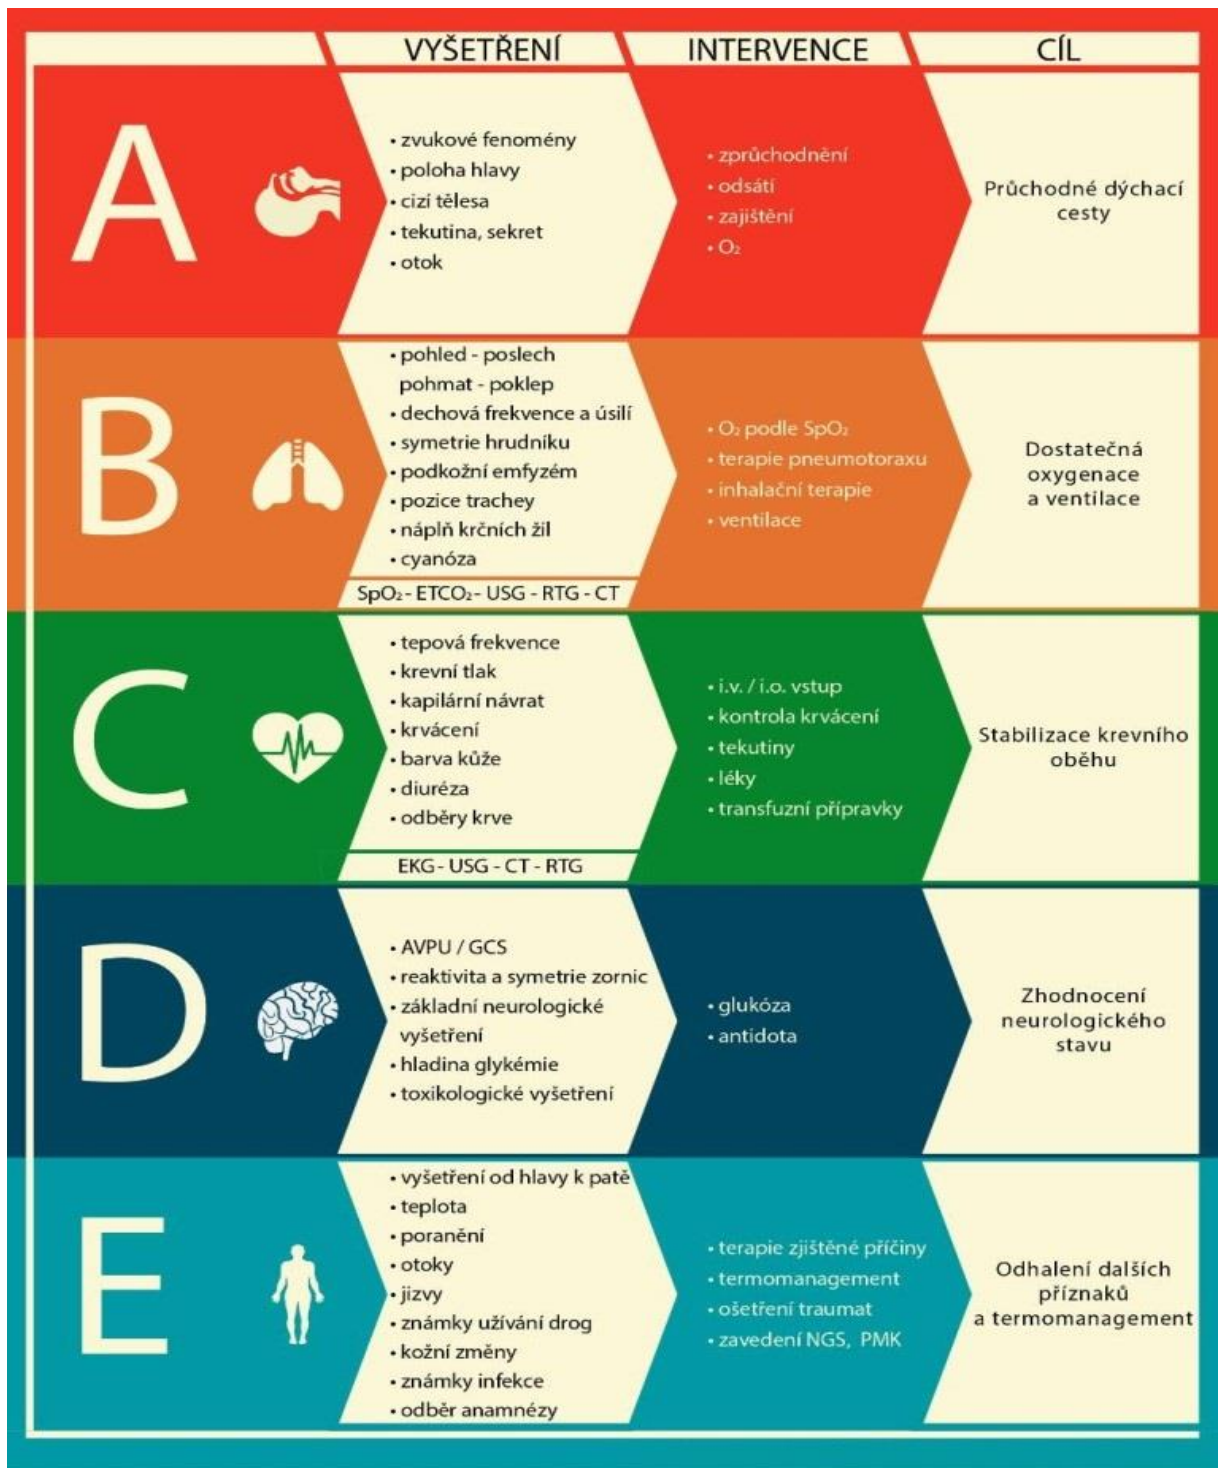 VYŠETŘENÍ
INTERVENCE
CÍL
A
• zvukové fenomény
• poloha hlavy
• cizí tělesa
• tekutina, sekret
• otok
• zprůchodnění
• odsátí
• zajištění
• O₂
Průchodné dýchací
cesty
B
• pohled - poslech
pohmat - poklep
• dechová frekvence a úsilí
• symetrie hrudníku
• podkožní emfyzém
• pozice trachey
• náplň krčních žil
• cyanóza
SpO₂ - ETCO₂ - USG - RTG - CT
• O₂ podle SpO₂
• terapie pneumotoraxu
• inhalační terapie
• ventilace
Dostatečná
oxygenace
a ventilace
C
• tepová frekvence
• krevní tlak
• kapilární návrat
• krvácení
• barva kůže
• diuréza
• odběry krve
EKG - USG - CT - RTG
• i.v. / i.o. vstup
• kontrola krvácení
• tekutiny
• léky
• transfuzní přípravky
Stabilizace krevního
oběhu
D
• AVPU / GCS
• reaktivita a symetrie zornic
• základní neurologické
vyšetření
• hladina glykémie
• toxikologické vyšetření
• glukóza
• antidota
Zhodnocení
neurologického
stavu
E
• vyšetření od hlavy k patě
• teplota
• poranění
• otoky
• jizvy
• známky užívání drog
• kožní změny
• známky infekce
• odběr anamnézy
• terapie zjištěné příčiny
• termomanagement
• ošetření traumat
• zavedení NGS, PMK
Odhalení dalších
příznaků
a termomanagement